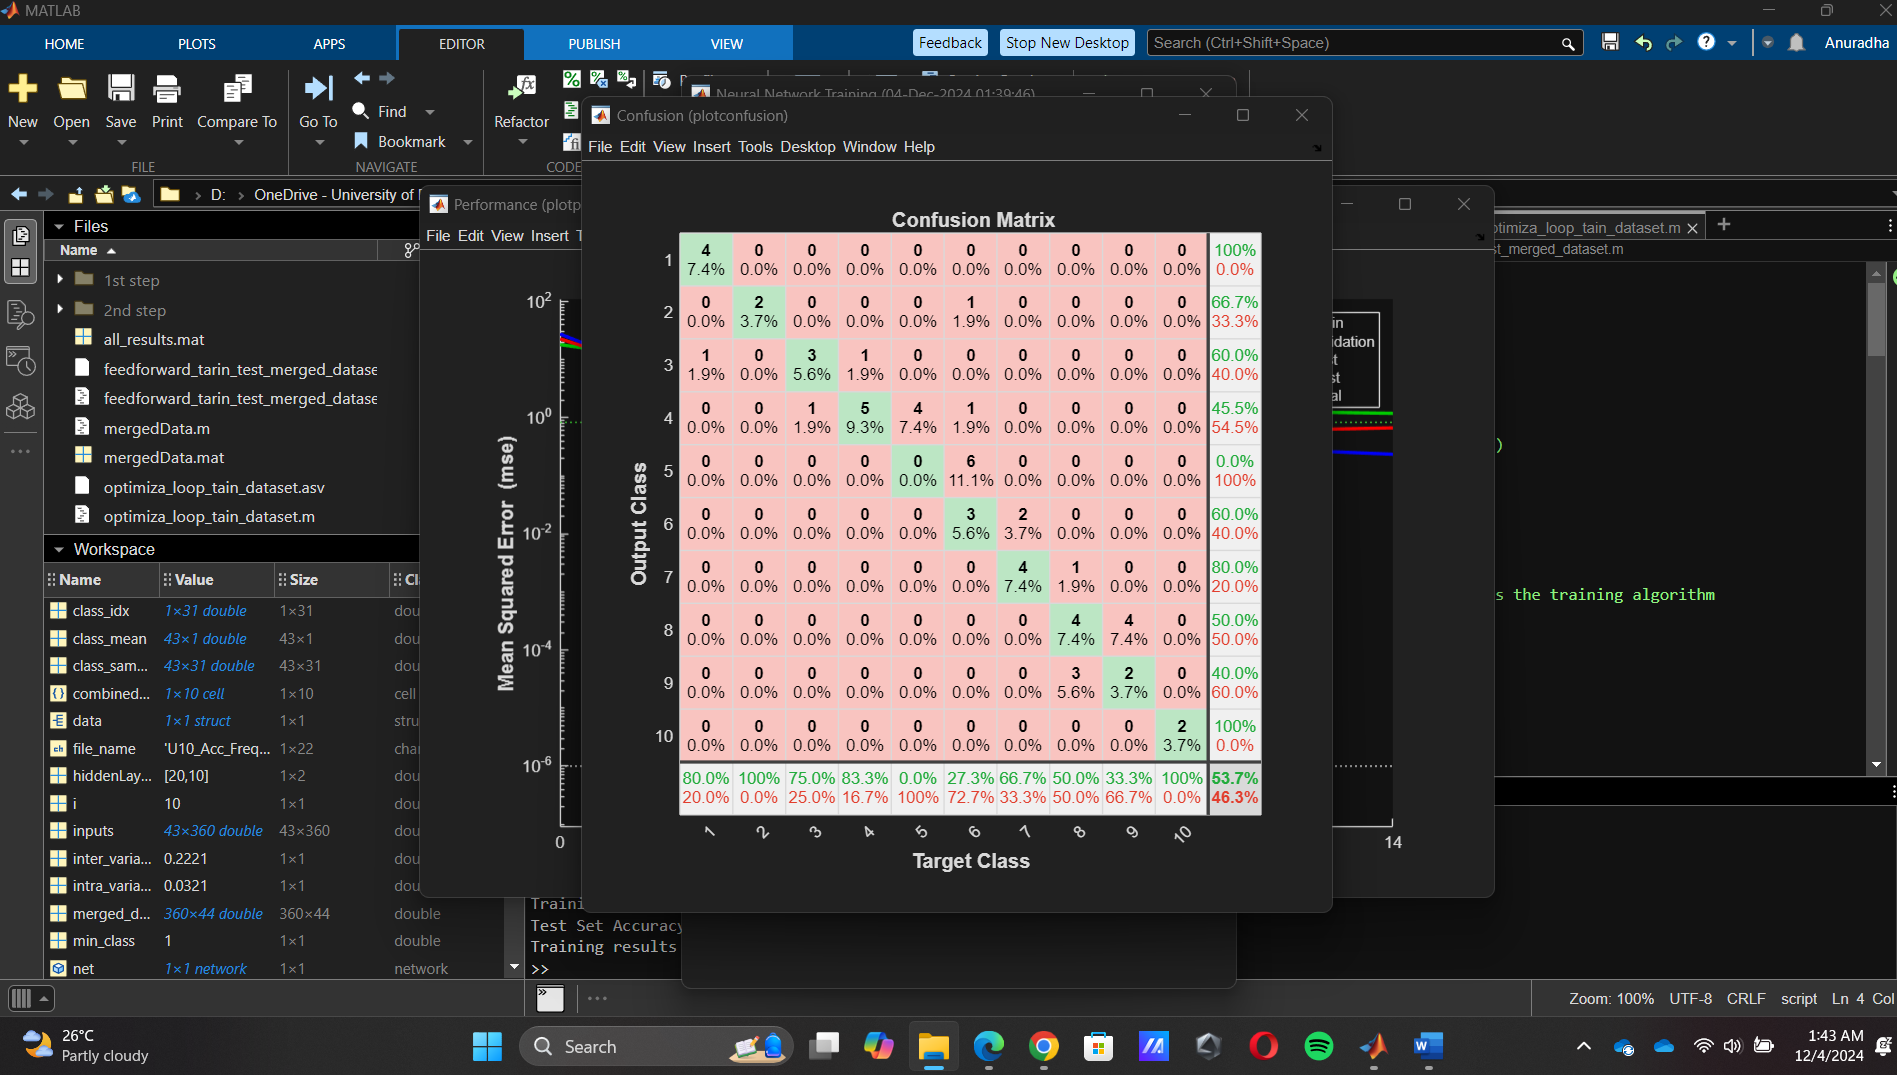 MATLAB
HOME PLOTS APPS EDITOR PUBLISH VIEW Feedback Stop New Desktop Search (Ctrl+Shift+Space) Anuradha
New Open Save Print Compare To Go To Find Bookmark Refactor
FILE NAVIGATE CODE
Neural Network Training (04-Dec-2024 01:39:46)
Confusion (plotconfusion)
File Edit View Insert Tools Desktop Window Help
D: › OneDrive - University of
Performance (plotp
File Edit View Insert T
optimiza_loop_tain_dataset.m
st_merged_dataset.m
Files
Name
1st step
2nd step
all_results.mat
feedforward_tarin_test_merged_datase
feedforward_tarin_test_merged_datase
mergedData.m
mergedData.mat
optimiza_loop_tain_dataset.asv
optimiza_loop_tain_dataset.m
Workspace
Name Value Size Cl
class_idx 1×31 double 1×31 dou
class_mean 43×1 double 43×1 dou
class_sam... 43×31 double 43×31 dou
combined... 1×10 cell 1×10 cell
data 1×1 struct 1×1 stru
file_name 'U10_Acc_Freq... 1×22 cha
hiddenLay... [20,10] 1×2 dou
i 10 1×1 dou
inputs 43×360 double 43×360 dou
inter_varia... 0.2221 1×1 dou
intra_varia... 0.0321 1×1 dou
merged_d... 360×44 double 360×44 double
min_class 1 1×1 double
net 1×1 network 1×1 network
Mean Squared Error (mse)
10^2
10^0
10^-2
10^-4
10^-6
0 14
in
idation
st
st
al
)
s the training algorithm
Confusion Matrix
Output Class
1 4 0 0 0 0 0 0 0 0 0 100%
7.4% 0.0% 0.0% 0.0% 0.0% 0.0% 0.0% 0.0% 0.0% 0.0% 0.0%
2 0 2 0 0 0 1 0 0 0 0 66.7%
0.0% 3.7% 0.0% 0.0% 0.0% 1.9% 0.0% 0.0% 0.0% 0.0% 33.3%
3 1 0 3 1 0 0 0 0 0 0 60.0%
1.9% 0.0% 5.6% 1.9% 0.0% 0.0% 0.0% 0.0% 0.0% 0.0% 40.0%
4 0 0 1 5 4 1 0 0 0 0 45.5%
0.0% 0.0% 1.9% 9.3% 7.4% 1.9% 0.0% 0.0% 0.0% 0.0% 54.5%
5 0 0 0 0 0 6 0 0 0 0 0.0%
0.0% 0.0% 0.0% 0.0% 0.0% 11.1% 0.0% 0.0% 0.0% 0.0% 100%
6 0 0 0 0 0 3 2 0 0 0 60.0%
0.0% 0.0% 0.0% 0.0% 0.0% 5.6% 3.7% 0.0% 0.0% 0.0% 40.0%
7 0 0 0 0 0 0 4 1 0 0 80.0%
0.0% 0.0% 0.0% 0.0% 0.0% 0.0% 7.4% 1.9% 0.0% 0.0% 20.0%
8 0 0 0 0 0 0 0 4 4 0 50.0%
0.0% 0.0% 0.0% 0.0% 0.0% 0.0% 0.0% 7.4% 7.4% 0.0% 50.0%
9 0 0 0 0 0 0 0 3 2 0 40.0%
0.0% 0.0% 0.0% 0.0% 0.0% 0.0% 0.0% 5.6% 3.7% 0.0% 60.0%
10 0 0 0 0 0 0 0 0 0 2 100%
0.0% 0.0% 0.0% 0.0% 0.0% 0.0% 0.0% 0.0% 0.0% 3.7% 0.0%
80.0% 100% 75.0% 83.3% 0.0% 27.3% 66.7% 50.0% 33.3% 100% 53.7%
20.0% 0.0% 25.0% 16.7% 100% 72.7% 33.3% 50.0% 66.7% 0.0% 46.3%
1 2 3 4 5 6 7 8 9 10
Target Class
Traini
Test Set Accuracy
Training results
>>
Zoom: 100% UTF-8 CRLF script Ln 4 Col
26°C
Partly cloudy
Search
1:43 AM
12/4/2024